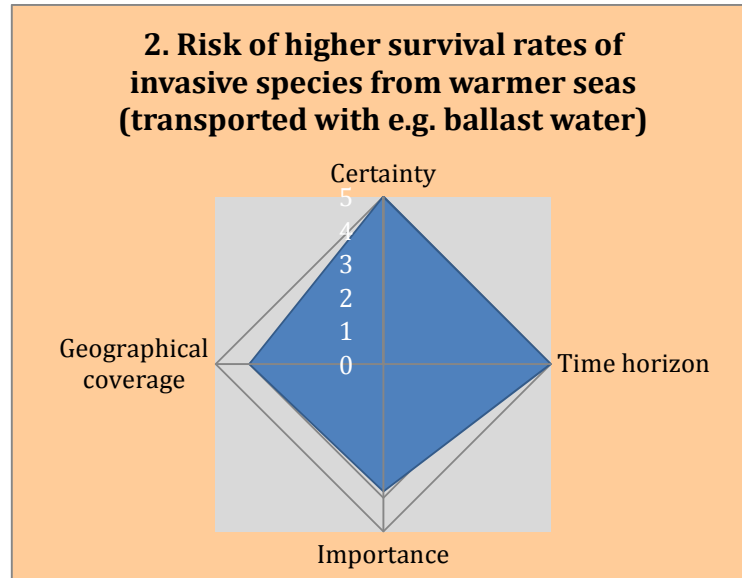 2. Risk of higher survival rates of
invasive species from warmer seas
(transported with e.g. ballast water)
Certainty
5
4
3
2
1
0
Geographical
coverage
Time horizon
Importance